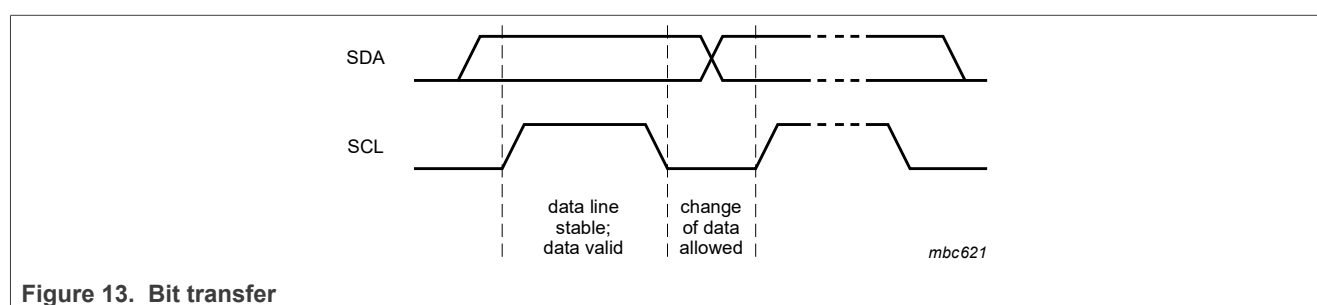 SDA
SCL
data line
stable;
data valid
change
of data
allowed
mbc621
Figure 13. Bit transfer